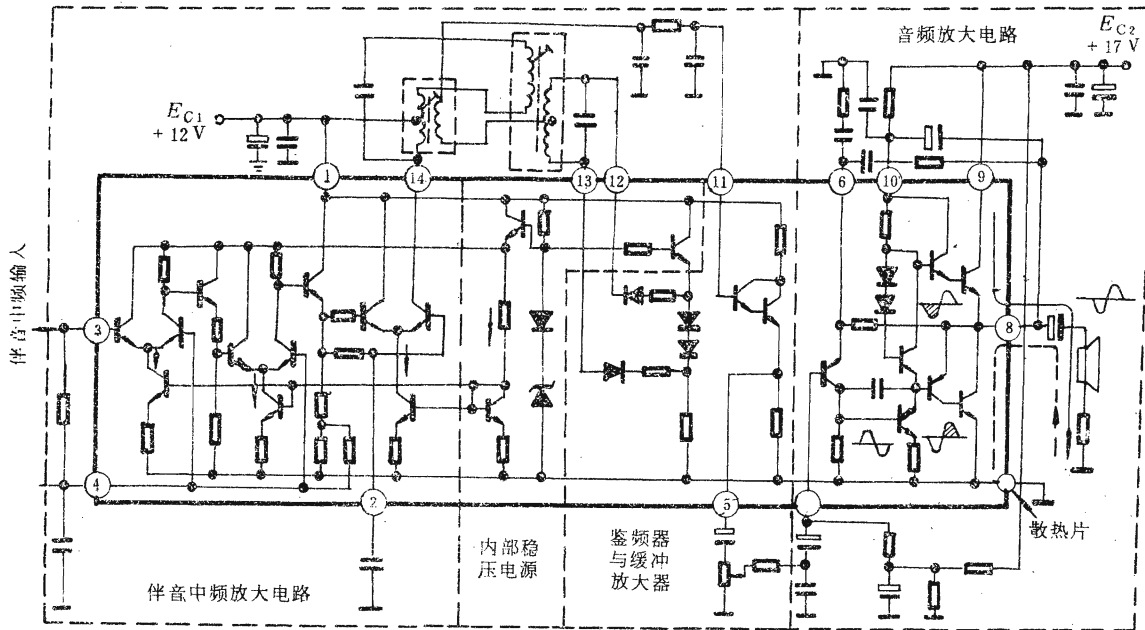 音频放大电路
E_C2
+ 17 V
E_C1
+ 12 V
1
14
13
12
11
6
10
9
伴音中频输入
3
8
4
2
5
散热片
内部稳
压电源
鉴频器
与缓冲
放大器
伴音中频放大电路